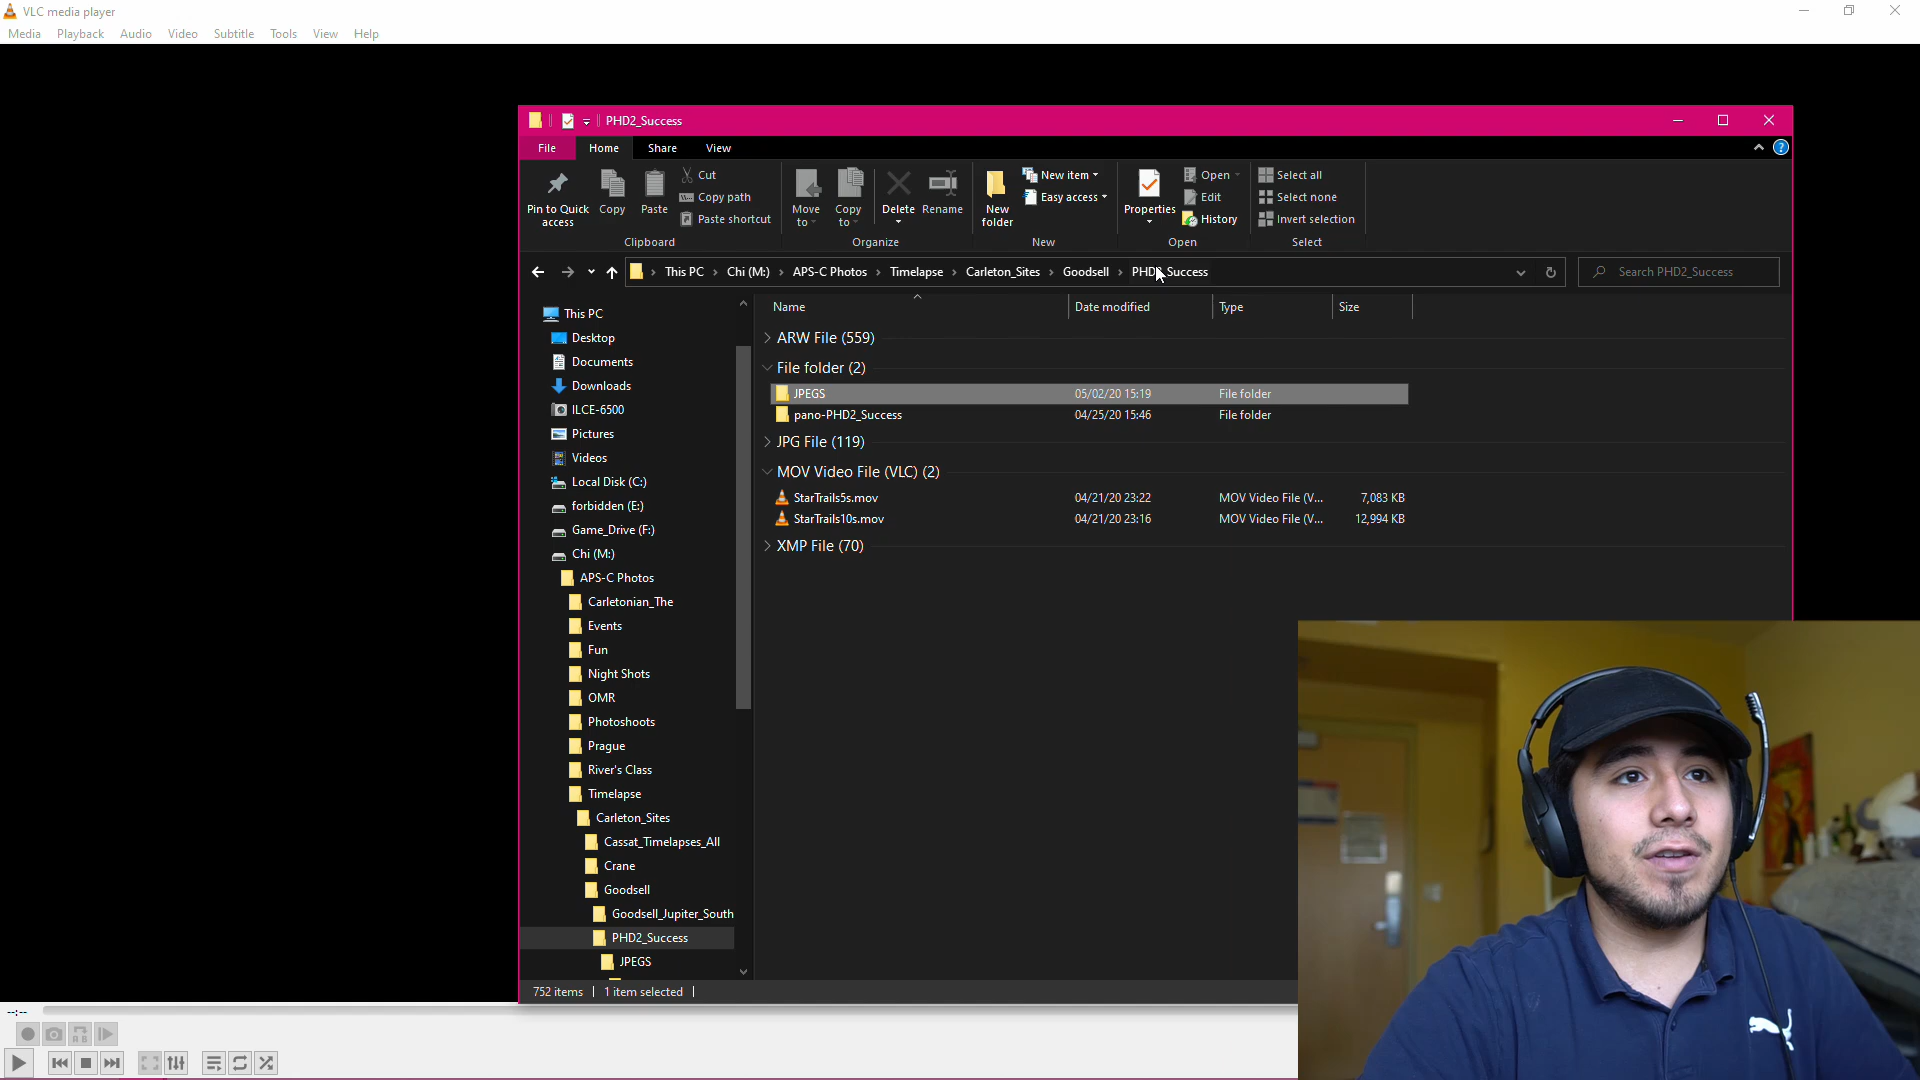 VLC media player
Media Playback Audio Video Subtitle Tools View Help
PHD2_Success
File Home Share View
Pin to Quick access
Copy
Paste
Cut
Copy path
Paste shortcut
Clipboard
Move to
Copy to
Delete
Rename
Organize
New folder
New item
Easy access
New
Properties
Open
Edit
History
Open
Select all
Select none
Invert selection
Select
This PC > Chi (M:) > APS-C Photos > Timelapse > Carleton_Sites > Goodsell > PHD2_Success
Search PHD2_Success
This PC
Desktop
Documents
Downloads
ILCE-6500
Pictures
Videos
Local Disk (C:)
forbidden (E:)
Game_Drive (F:)
Chi (M:)
APS-C Photos
Carletonian_The
Events
Fun
Night Shots
OMR
Photoshoots
Prague
River's Class
Timelapse
Carleton_Sites
Cassat_Timelapses_All
Crane
Goodsell
Goodsell_Jupiter_South
PHD2_Success
JPEGS
Name Date modified Type Size
ARW File (559)
File folder (2)
JPEGS 05/02/20 15:19 File folder
pano-PHD2_Success 04/25/20 15:46 File folder
JPG File (119)
MOV Video File (VLC) (2)
StarTrails5s.mov 04/21/20 23:22 MOV Video File (V... 7,083 KB
StarTrails10s.mov 04/21/20 23:16 MOV Video File (V... 12,994 KB
XMP File (70)
752 items 1 item selected
--:--